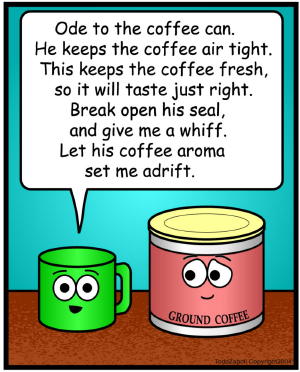 Ode to the coffee can.
He keeps the coffee air tight.
This keeps the coffee fresh,
so it will taste just right.
Break open his seal,
and give me a whiff.
Let his coffee aroma
set me adrift.
GROUND COFFEE